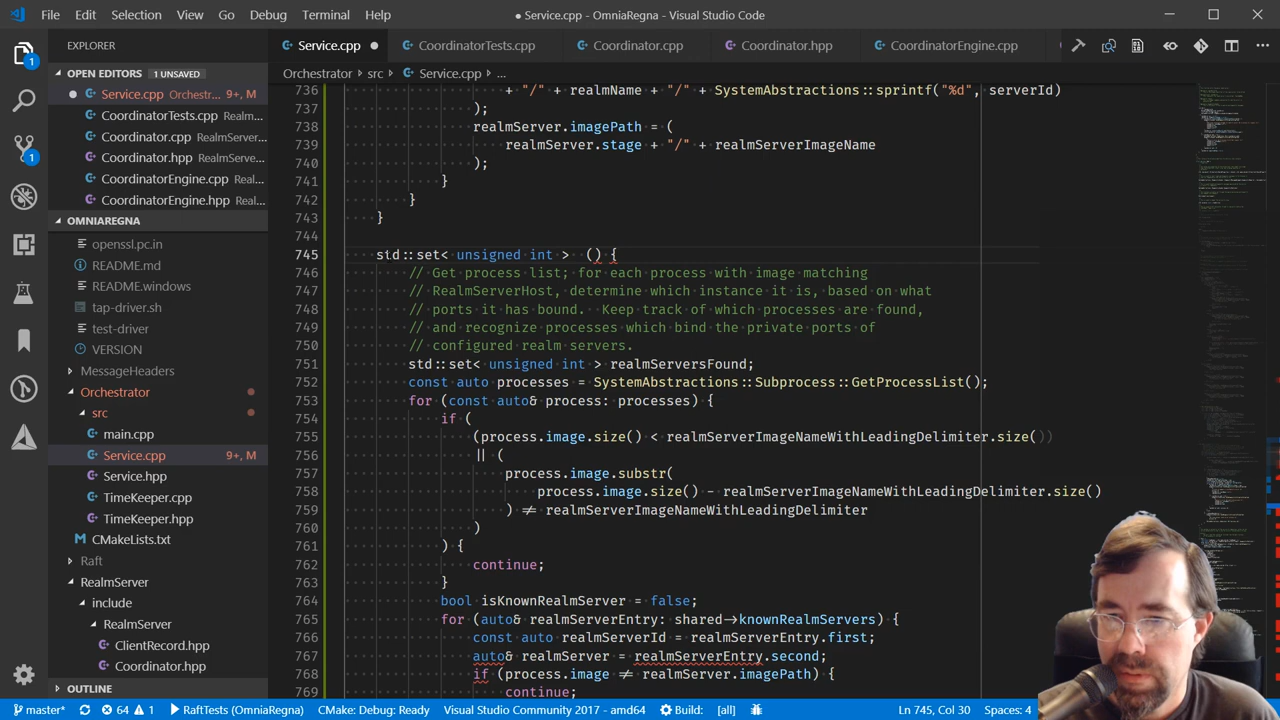 File Edit Selection View Go Debug Terminal Help
● Service.cpp - OmniaRegna - Visual Studio Code
EXPLORER
Service.cpp
CoordinatorTests.cpp
Coordinator.cpp
Coordinator.hpp
CoordinatorEngine.cpp
OPEN EDITORS 1 UNSAVED
Service.cpp Orchestr... 9+, M
CoordinatorTests.cpp Realm...
Coordinator.cpp RealmServer...
Coordinator.hpp RealmServer...
CoordinatorEngine.cpp Rea...
CoordinatorEngine.hpp Rea...
OMNIAREGNA
openssl.pc.in
README.md
README.windows
tap-driver.sh
test-driver
VERSION
MessageHeaders
Orchestrator
src
main.cpp
Service.cpp 9+, M
Service.hpp
TimeKeeper.cpp
TimeKeeper.hpp
CMakeLists.txt
Raft
RealmServer
include
RealmServer
ClientRecord.hpp
Coordinator.hpp
OUTLINE
Orchestrator > src > Service.cpp > ...
736 + "/" + realmName + "/" + SystemAbstractions::sprintf("%d", serverId)
737 );
738 realmServer.imagePath = (
739 realmServer.stage + "/" + realmServerImageName
740 );
741 }
742 }
743 }
744
745 std::set< unsigned int > () {
746 // Get process list; for each process with image matching
747 // RealmServerHost, determine which instance it is, based on what
748 // ports it has bound. Keep track of which processes are found,
749 // and recognize processes which bind the private ports of
750 // configured realm servers.
751 std::set< unsigned int > realmServersFound;
752 const auto processes = SystemAbstractions::Subprocess::GetProcessList();
753 for (const auto& process: processes) {
754 if (
755 (process.image.size() < realmServerImageNameWithLeadingDelimiter.size())
756 || (
757 process.image.substr(
758 process.image.size() - realmServerImageNameWithLeadingDelimiter.size()
759 ) != realmServerImageNameWithLeadingDelimiter
760 )
761 ) {
762 continue;
763 }
764 bool isKnownRealmServer = false;
765 for (auto& realmServerEntry: shared->knownRealmServers) {
766 const auto realmServerId = realmServerEntry.first;
767 auto& realmServer = realmServerEntry.second;
768 if (process.image != realmServer.imagePath) {
769 continue;
master* 64 1 RaftTests (OmniaRegna) CMake: Debug: Ready Visual Studio Community 2017 - amd64 Build: [all] Ln 745, Col 30 Spaces: 4
1
1